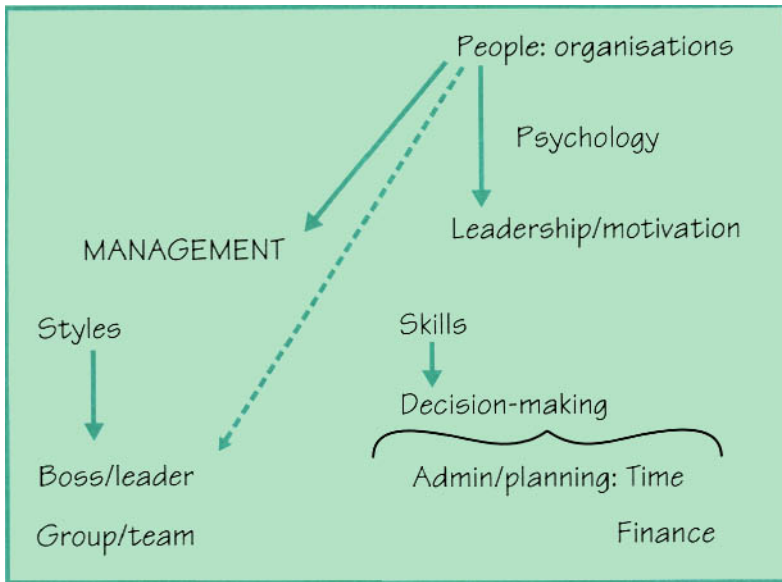 People: organisations
Psychology
Leadership/motivation
MANAGEMENT
Styles
Skills
Decision-making
Boss/leader
Admin/planning: Time
Group/team
Finance